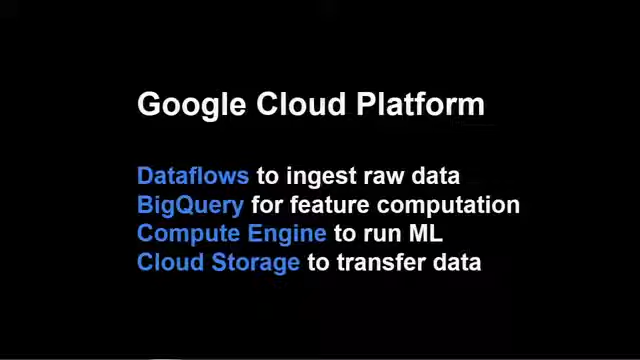 Google Cloud Platform
Dataflows to ingest raw data
BigQuery for feature computation
Compute Engine to run ML
Cloud Storage to transfer data